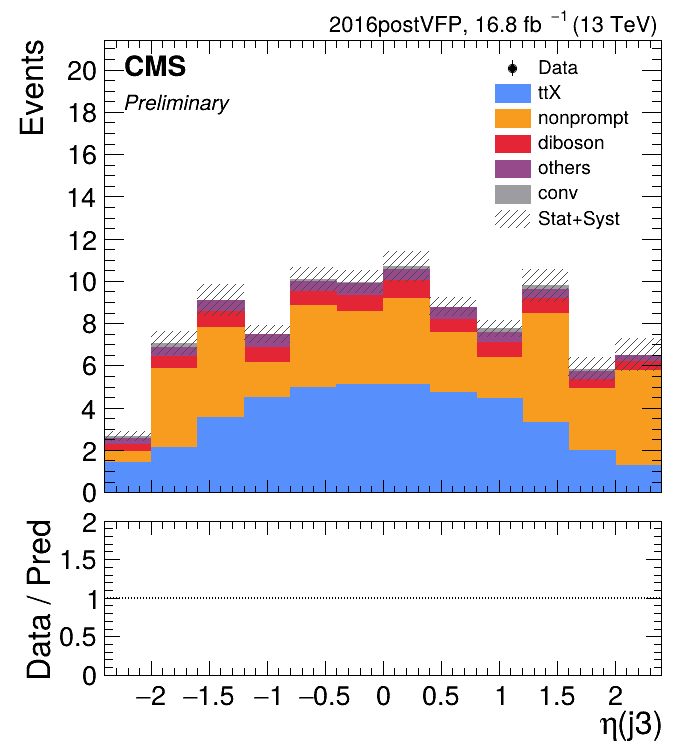 2016postVFP, 16.8 fb⁻¹ (13 TeV)
CMS
Preliminary
Events
20
18
16
14
12
10
8
6
4
2
0
Data
ttX
nonprompt
diboson
others
conv
Stat+Syst
Data / Pred
2
1.5
1
0.5
0
−2 −1.5 −1 −0.5 0 0.5 1 1.5 2
η(j3)